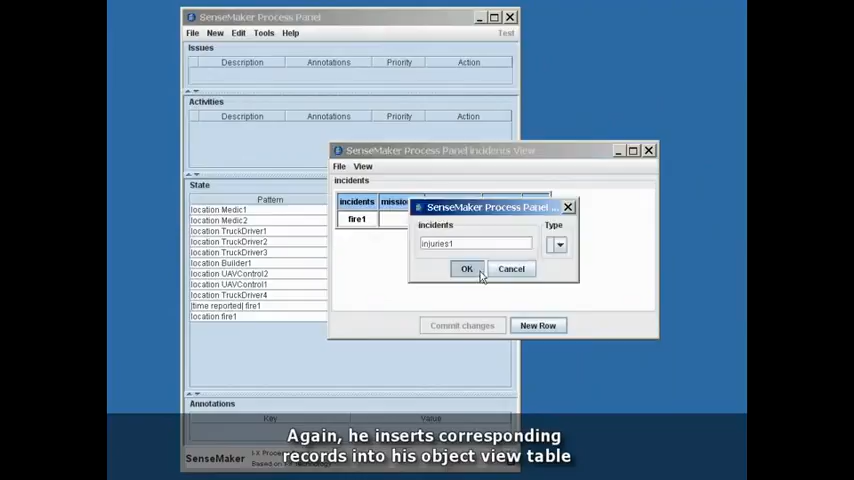 SenseMaker Process Panel
File New Edit Tools Help Test
Issues
Description Annotations Priority Action
Activities
Description Annotations Priority Action
State
Pattern
location Medic1
location Medic2
location TruckDriver1
location TruckDriver2
location TruckDriver3
location Builder1
location UAVControl2
location UAVControl1
location TruckDriver4
|time reported| fire1
location fire1
Annotations
Key Value
SenseMaker
SenseMaker Process Panel incidents View
File View
incidents
incidents
fire1
SenseMaker Process Panel ...
incidents Type
injuries1
OK Cancel
Commit changes New Row
Again, he inserts corresponding
records into his object view table